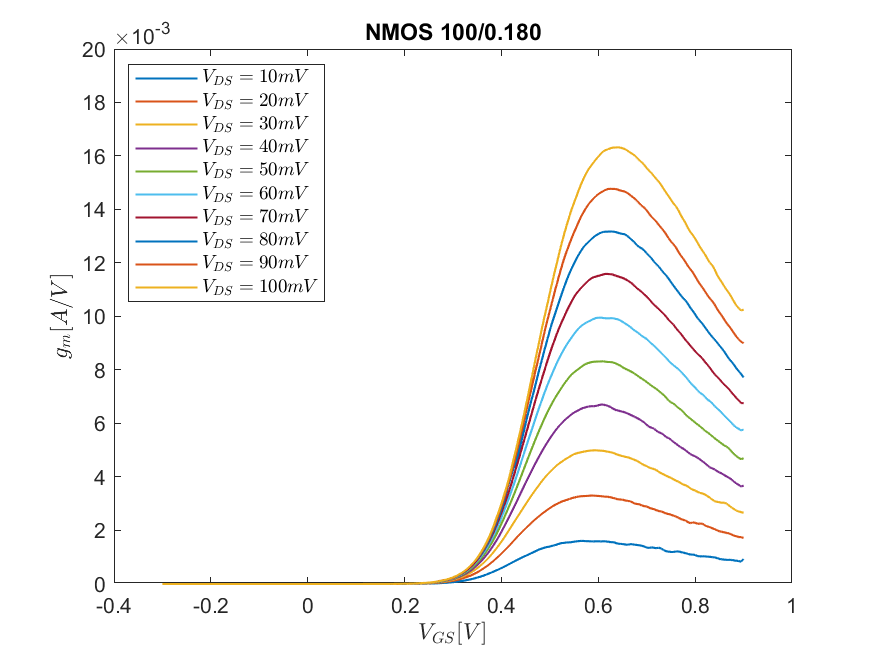 NMOS 100/0.180
×10⁻³
20
18
16
14
12
10
8
6
4
2
0
g_m[A/V]
V_DS = 10mV
V_DS = 20mV
V_DS = 30mV
V_DS = 40mV
V_DS = 50mV
V_DS = 60mV
V_DS = 70mV
V_DS = 80mV
V_DS = 90mV
V_DS = 100mV
-0.4 -0.2 0 0.2 0.4 0.6 0.8 1
V_GS[V]